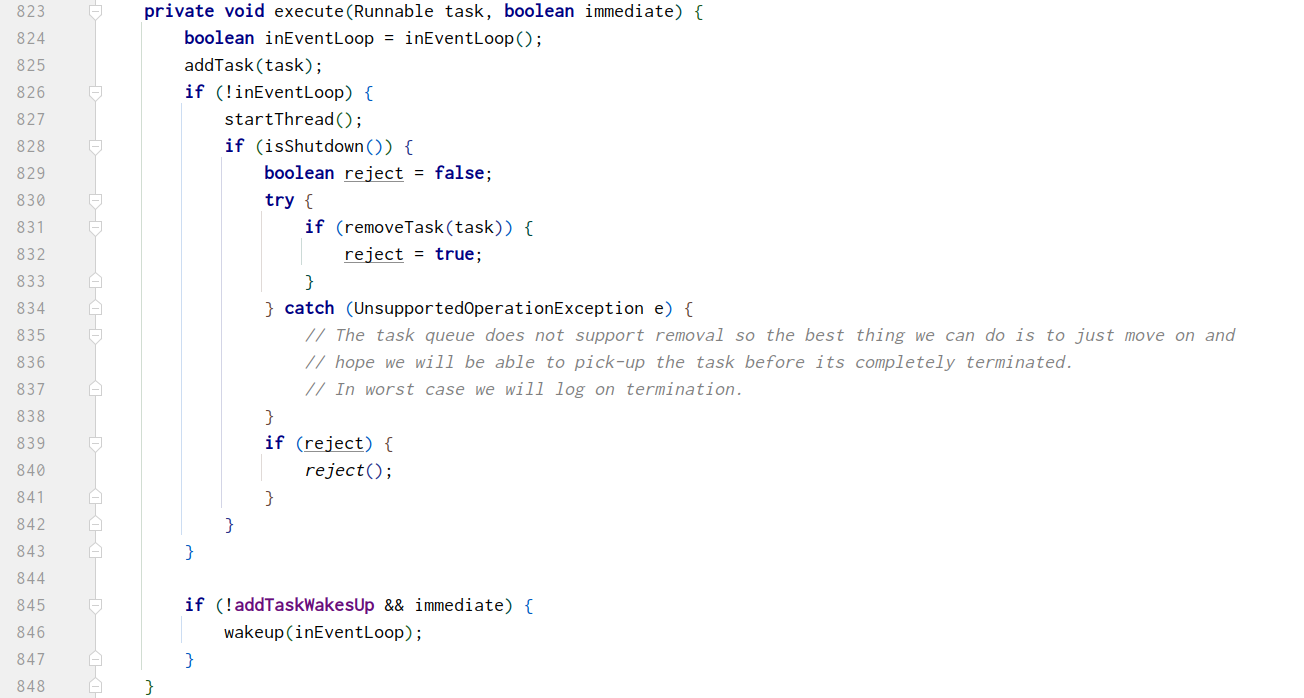 823 private void execute(Runnable task, boolean immediate) {
824 boolean inEventLoop = inEventLoop();
825 addTask(task);
826 if (!inEventLoop) {
827 startThread();
828 if (isShutdown()) {
829 boolean reject = false;
830 try {
831 if (removeTask(task)) {
832 reject = true;
833 }
834 } catch (UnsupportedOperationException e) {
835 // The task queue does not support removal so the best thing we can do is to just move on and
836 // hope we will be able to pick-up the task before its completely terminated.
837 // In worst case we will log on termination.
838 }
839 if (reject) {
840 reject();
841 }
842 }
843 }
844
845 if (!addTaskWakesUp && immediate) {
846 wakeup(inEventLoop);
847 }
848 }